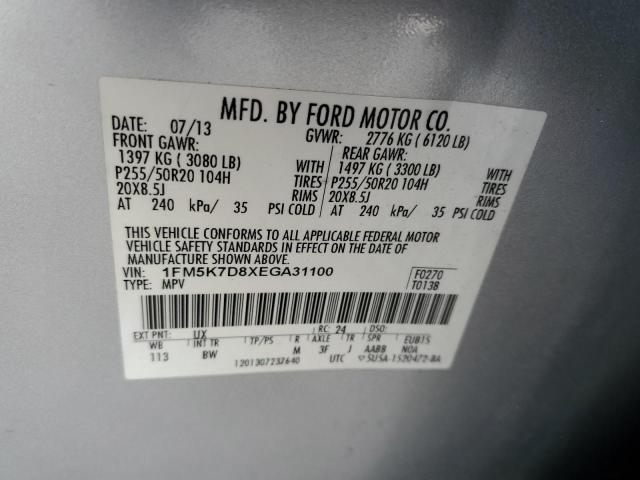 MFD. BY FORD MOTOR CO.
DATE: 07/13 GVWR: 2776 KG ( 6120 LB)
FRONT GAWR: REAR GAWR:
1397 KG ( 3080 LB) WITH 1497 KG ( 3300 LB) WITH
P255/50R20 104H TIRES P255/50R20 104H TIRES
20X8.5J RIMS 20X8.5J RIMS
AT 240 kPa/ 35 PSI COLD AT 240 kPa/ 35 PSI COLD
THIS VEHICLE CONFORMS TO ALL APPLICABLE FEDERAL MOTOR
VEHICLE SAFETY STANDARDS IN EFFECT ON THE DATE OF
MANUFACTURE SHOWN ABOVE.
VIN: 1FM5K7D8XEGA31100 F0270
TYPE: MPV T0138
EXT PNT: UX RC: 24 DSO:
WB INT TR TP/PS R AXLE TR SPR EUB15
113 BW M 3F J AABB NOA
1201307237640 UTC 5USA-1520472-BA